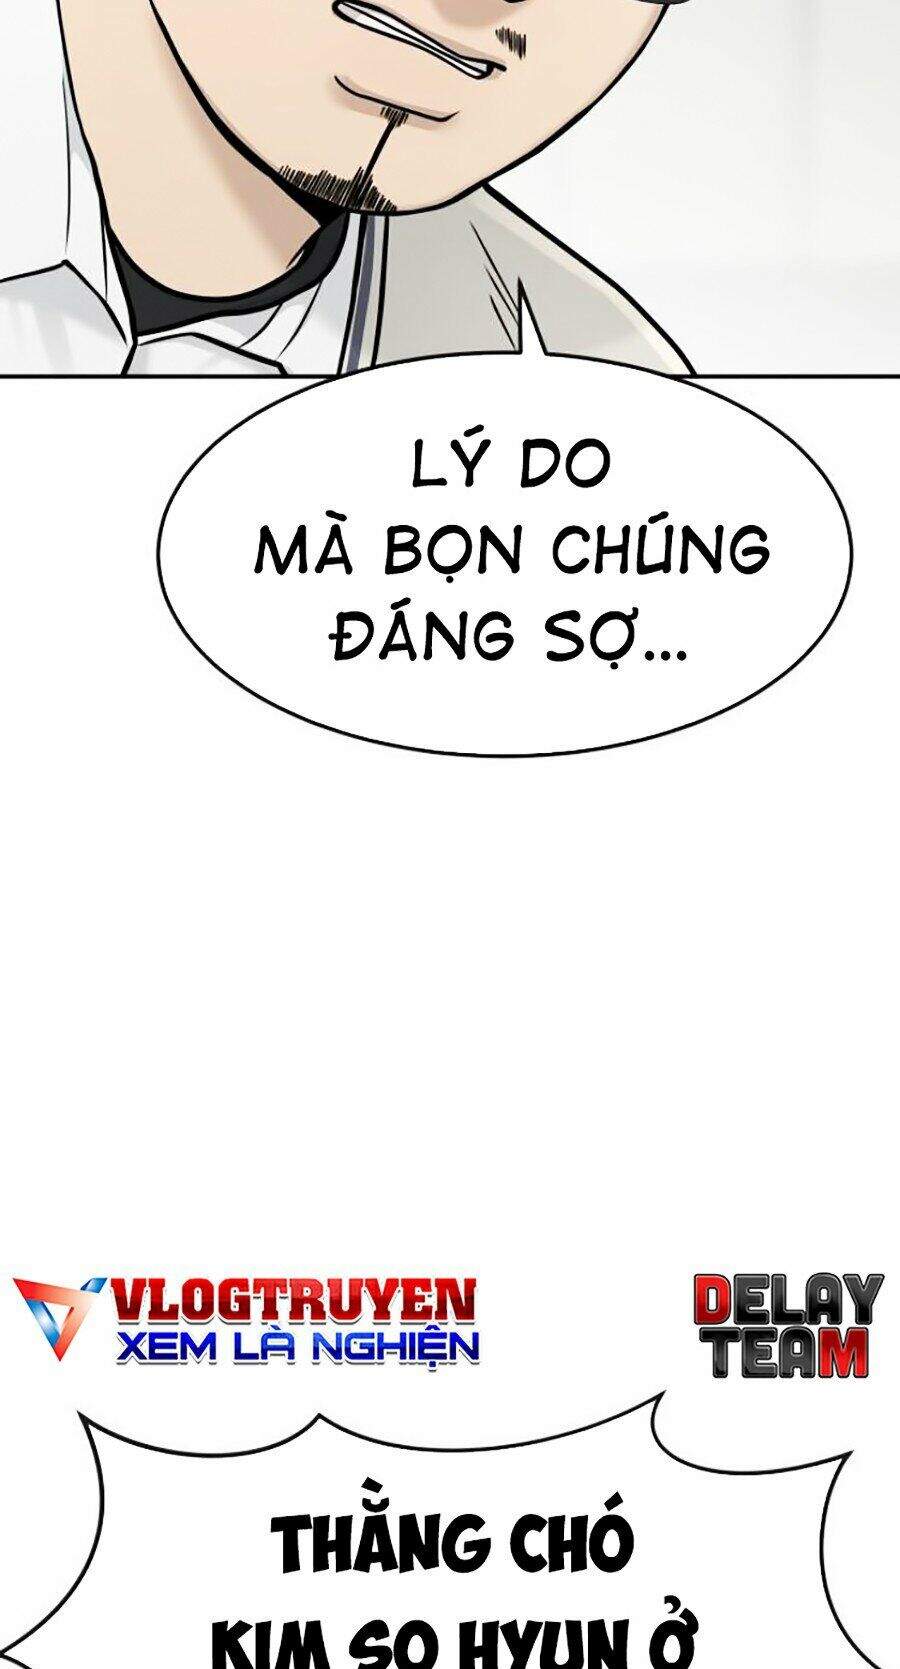 LÝ DO
MÀ BỌN CHÚNG
ĐÁNG SỢ...
VLOGTRUYEN
XEM LÀ NGHIỆN
DELAY
TEAM
THẰNG CHÓ
KIM SO HYUN Ở